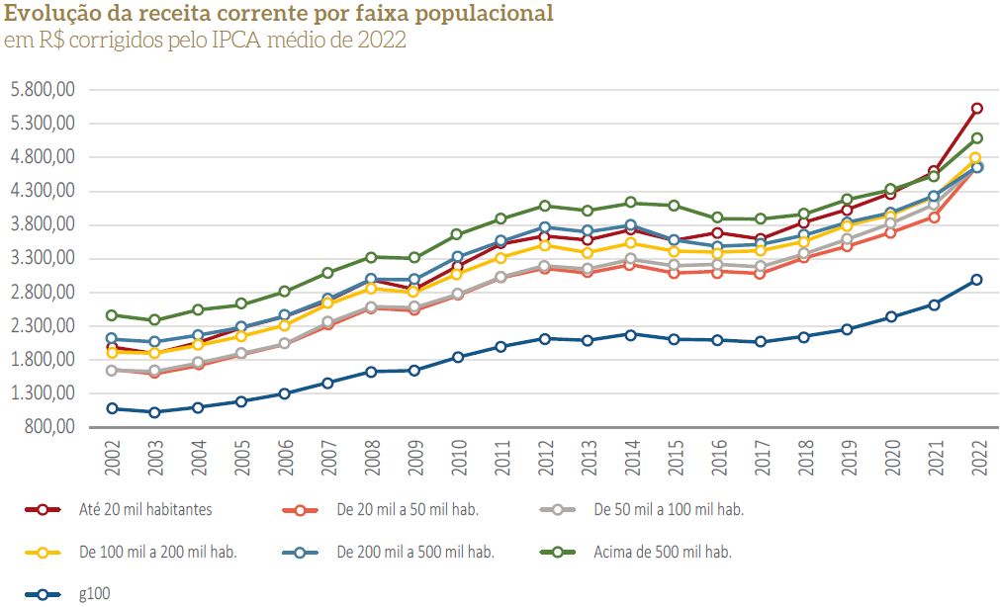 Evolução da receita corrente por faixa populacional
em R$ corrigidos pelo IPCA médio de 2022
5.800,00
5.300,00
4.800,00
4.300,00
3.800,00
3.300,00
2.800,00
2.300,00
1.800,00
1.300,00
800,00
2002 2003 2004 2005 2006 2007 2008 2009 2010 2011 2012 2013 2014 2015 2016 2017 2018 2019 2020 2021 2022
Até 20 mil habitantes De 20 mil a 50 mil hab. De 50 mil a 100 mil hab.
De 100 mil a 200 mil hab. De 200 mil a 500 mil hab. Acima de 500 mil hab.
g100